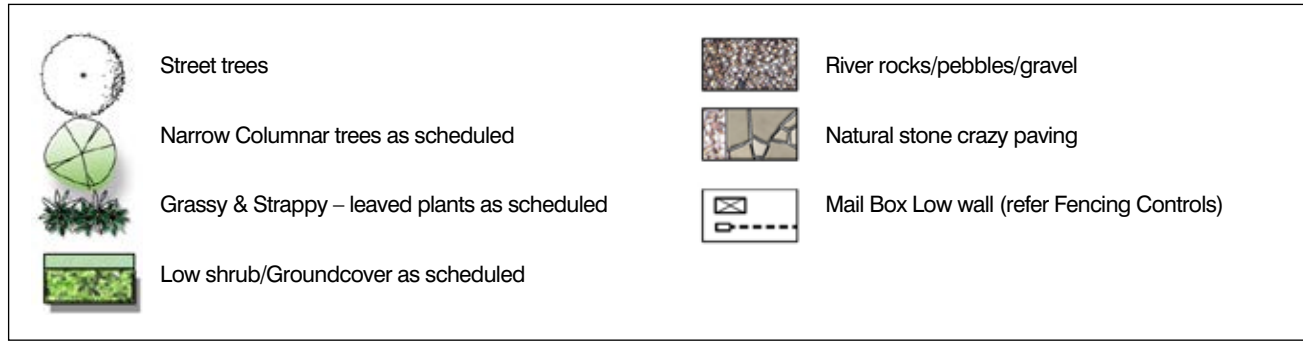 Street trees
Narrow Columnar trees as scheduled
Grassy & Strappy – leaved plants as scheduled
Low shrub/Groundcover as scheduled
River rocks/pebbles/gravel
Natural stone crazy paving
Mail Box Low wall (refer Fencing Controls)